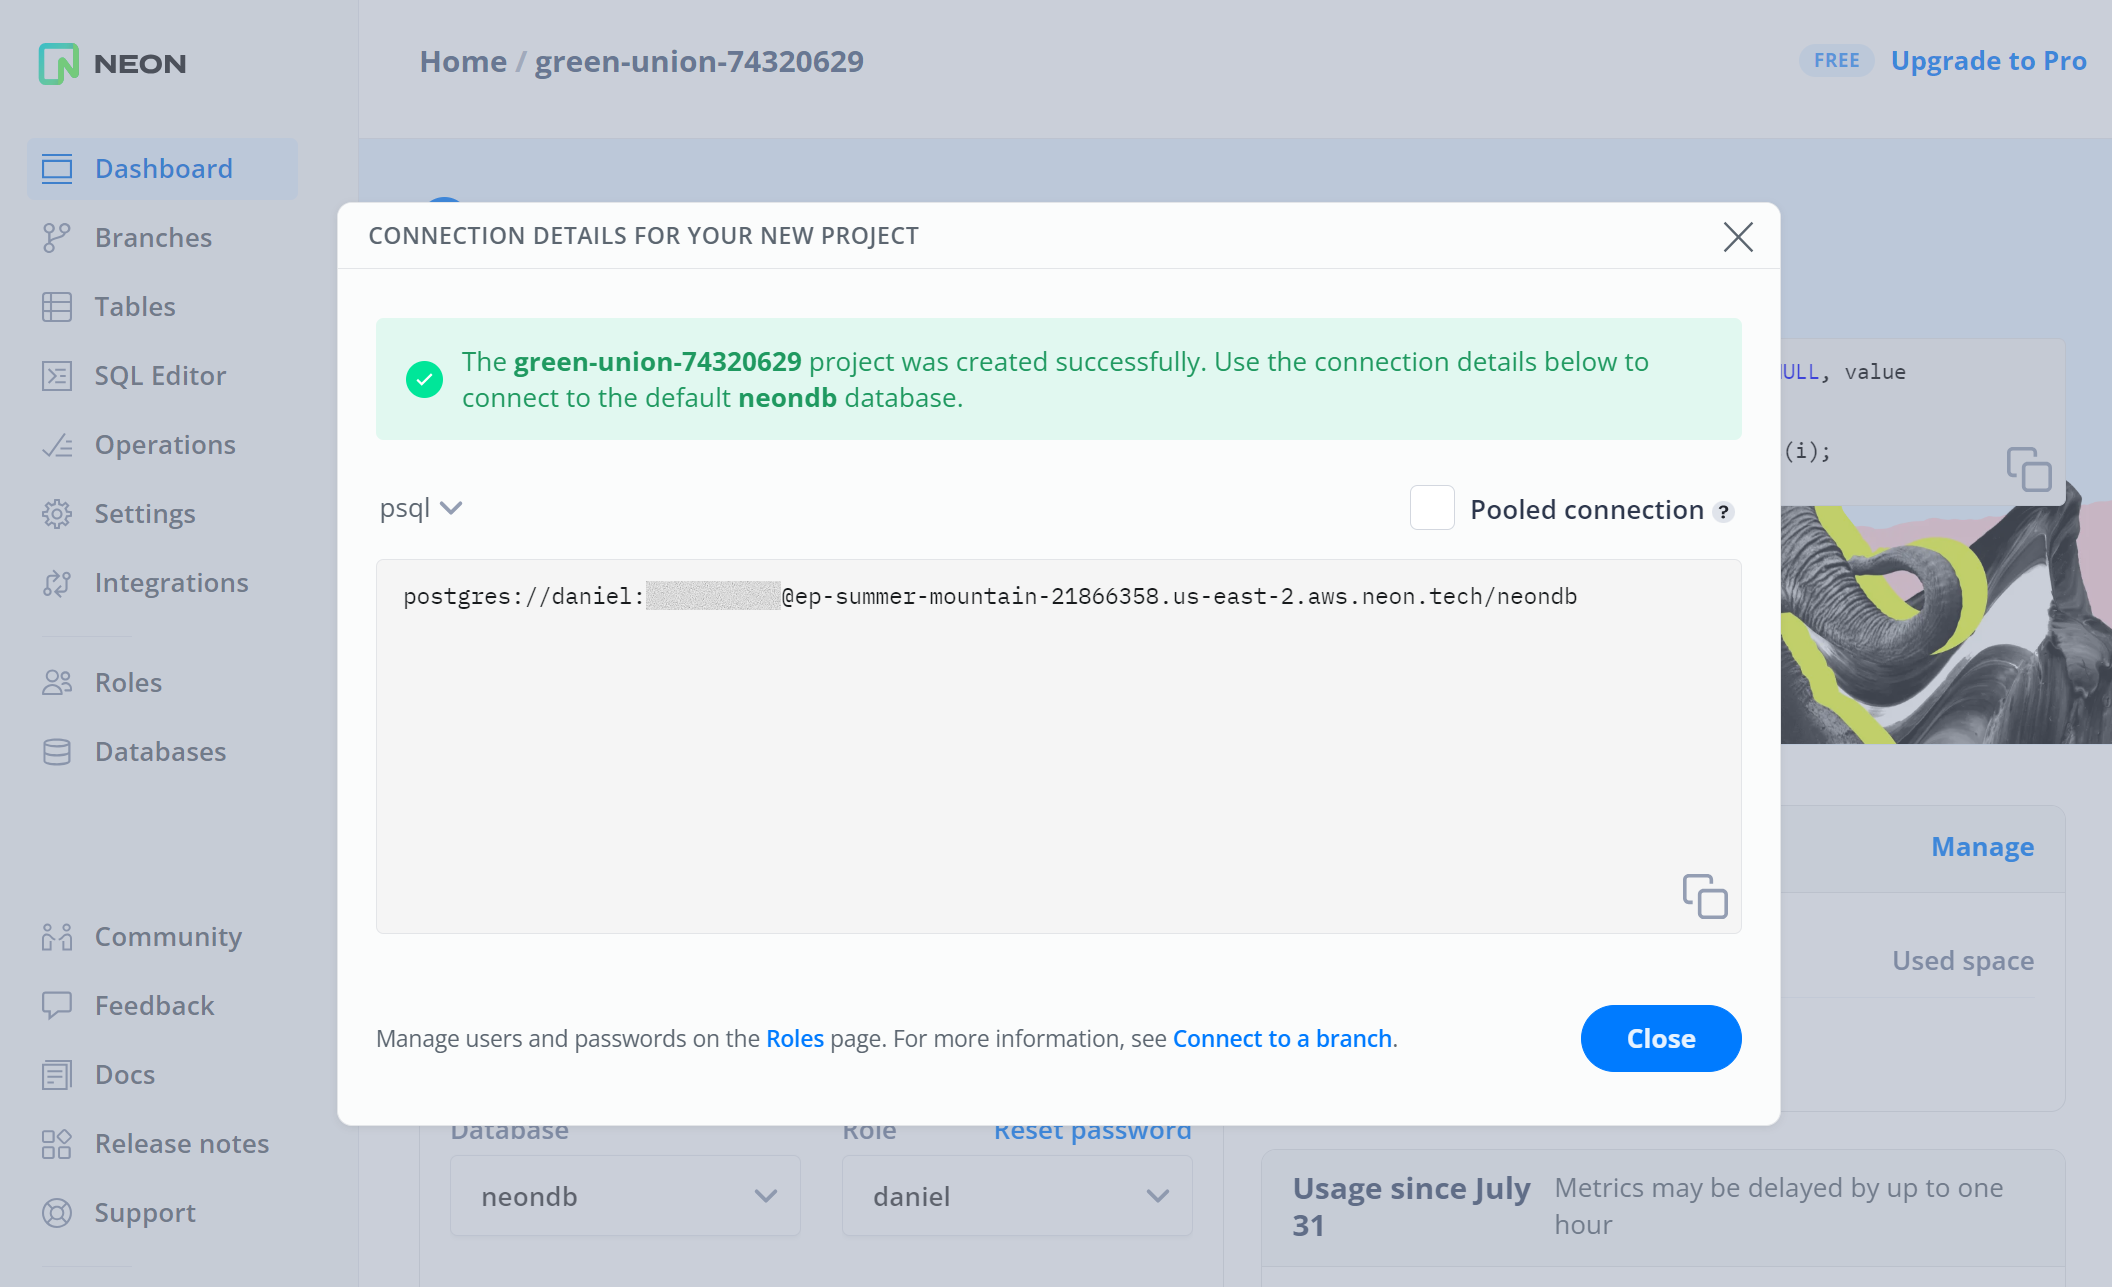 NEON
Home / green-union-74320629
FREE Upgrade to Pro
Dashboard
Branches
Tables
SQL Editor
Operations
Settings
Integrations
Roles
Databases
Community
Feedback
Docs
Release notes
Support
CONNECTION DETAILS FOR YOUR NEW PROJECT
The green-union-74320629 project was created successfully. Use the connection details below to
connect to the default neondb database.
psql
Pooled connection ?
postgres://daniel:
@ep-summer-mountain-21866358.us-east-2.aws.neon.tech/neondb
Manage users and passwords on the Roles page. For more information, see Connect to a branch.
Close
, value
(i);
Manage
Used space
Database
Role
Reset password
neondb
daniel
Usage since July
31
Metrics may be delayed by up to one
hour